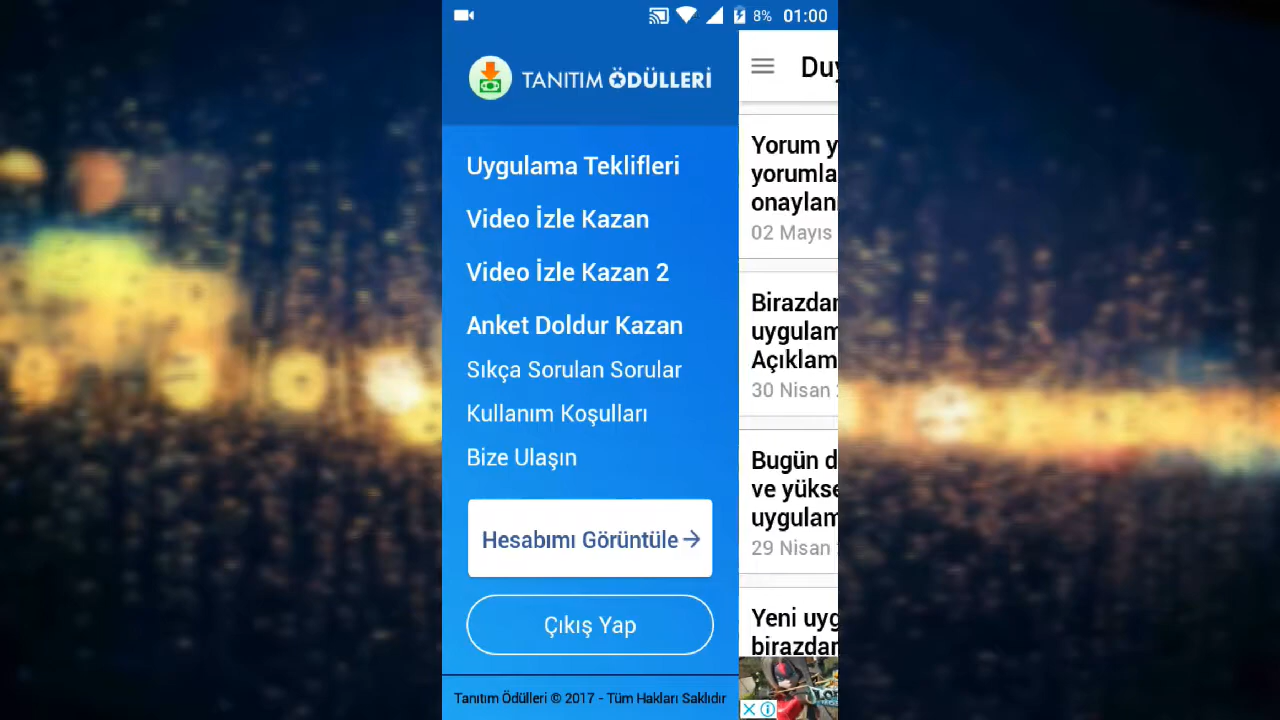 8% 01:00
TANITIM ÖDÜLLERİ
Uygulama Teklifleri
Video İzle Kazan
Video İzle Kazan 2
Anket Doldur Kazan
Sıkça Sorulan Sorular
Kullanım Koşulları
Bize Ulaşın
Hesabımı Görüntüle
Çıkış Yap
Tanıtım Ödülleri © 2017 - Tüm Hakları Saklıdır
Duy
Yorum y
yorumla
onaylan
02 Mayıs
Birazdan
uygulam
Açıklam
30 Nisan
Bugün d
ve yükse
uygulam
29 Nisan
Yeni uyg
birazdan